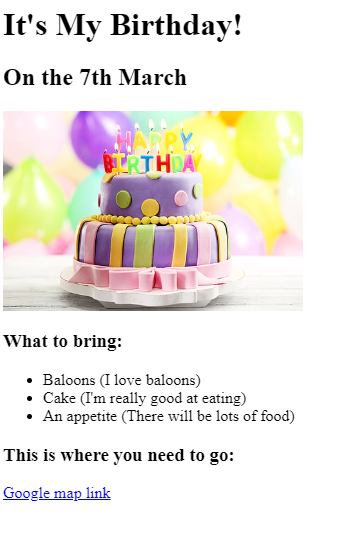 It's My Birthday!
On the 7th March
HAPPY
BIRTHDAY
What to bring:
Baloons (I love baloons)
Cake (I'm really good at eating)
An appetite (There will be lots of food)
This is where you need to go:
Google map link